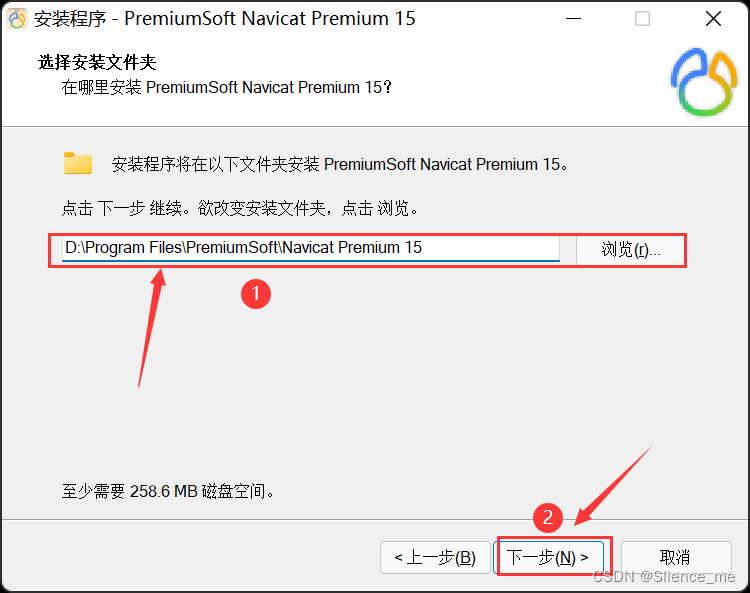 安装程序 - PremiumSoft Navicat Premium 15
选择安装文件夹
在哪里安装 PremiumSoft Navicat Premium 15?
安装程序将在以下文件夹安装 PremiumSoft Navicat Premium 15。
点击 下一步 继续。欲改变安装文件夹，点击 浏览。
D:\Program Files\PremiumSoft\Navicat Premium 15
浏览(r)...
1
至少需要 258.6 MB 磁盘空间。
2
< 上一步(B)
下一步(N) >
取消
CSDN @SIlence_me